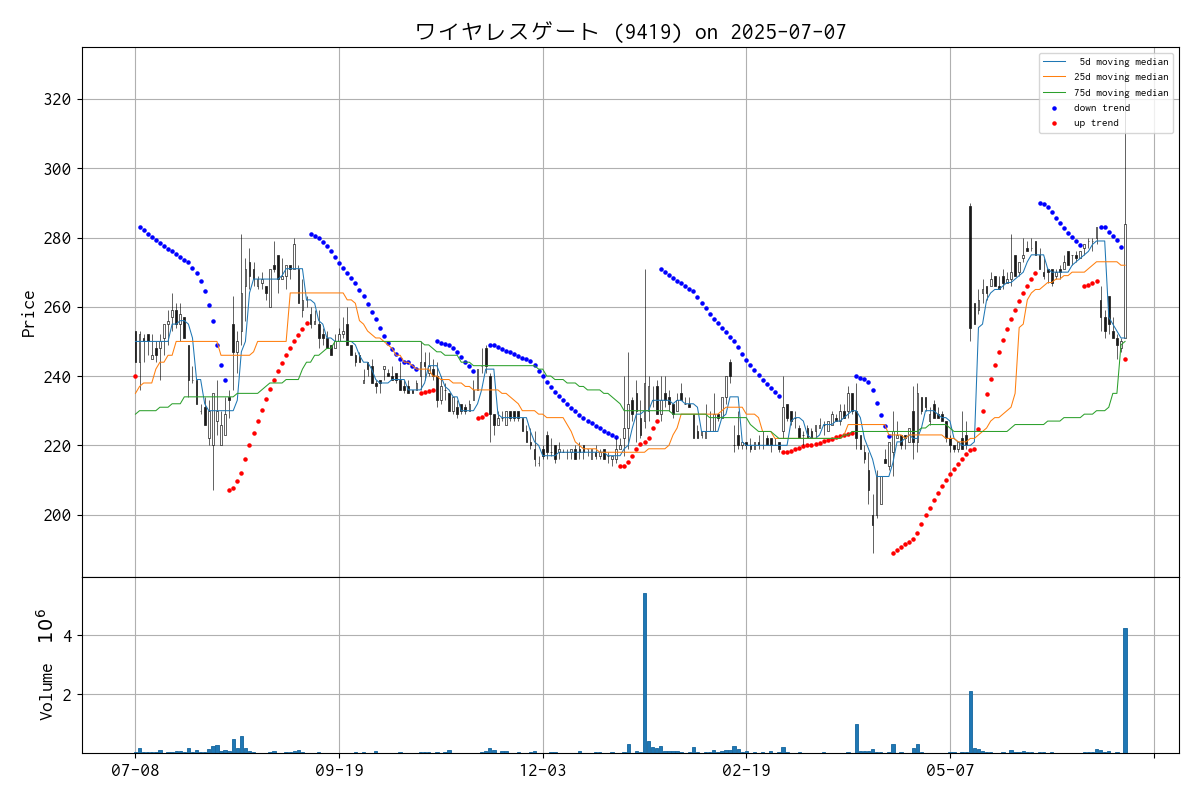 ワイヤレスゲート (9419) on 2025-07-07
5d moving median
25d moving median
75d moving median
down trend
up trend
Price
320
300
280
260
240
220
200
Volume 10^6
4
2
07-08 09-19 12-03 02-19 05-07